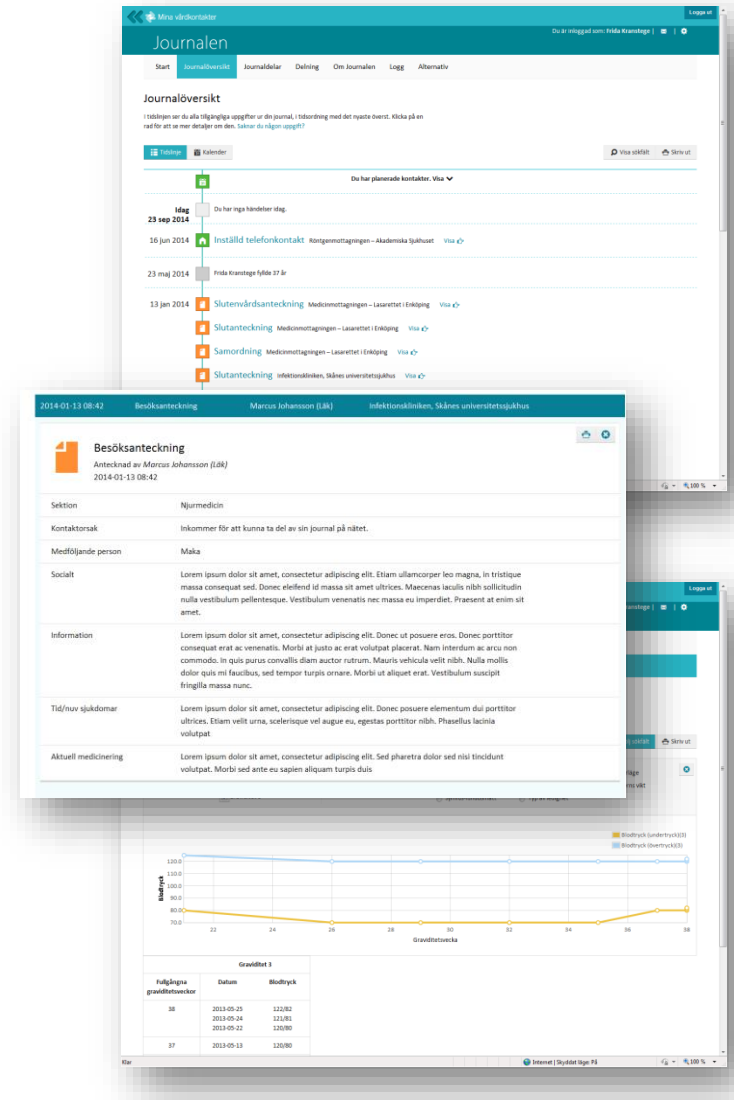 Mina vårdkontakter
Logga ut
Journalen
Du är inloggad som: Frida Kranstege |
Start Journalöversikt Journaldelar Delning Om Journalen Logg Alternativ
Journalöversikt
I tidslinjen ser du alla tillgängliga uppgifter ur din journal, i tidsordning med det nyaste överst. Klicka på en
rad för att se mer detaljer om den. Saknar du någon uppgift?
Tidslinje Kalender
Visa sökfält Skriv ut
Du har planerade kontakter. Visa
Idag
23 sep 2014
Du har inga händelser idag.
16 jun 2014 Inställd telefonkontakt Röntgenmottagningen – Akademiska Sjukhuset Visa
23 maj 2014 Frida Kranstege fyllde 37 år
13 jan 2014 Slutenvårdsanteckning Medicinmottagningen – Lasarettet i Enköping Visa
Slutanteckning Medicinmottagningen – Lasarettet i Enköping Visa
Samordning Medicinmottagningen – Lasarettet i Enköping Visa
Slutanteckning Infektionskliniken, Skånes universitetssjukhus Visa
100 %
2014-01-13 08:42 Besöksanteckning Marcus Johansson (Läk) Infektionskliniken, Skånes universitetssjukhus
Besöksanteckning
Antecknad av Marcus Johansson (Läk)
2014-01-13 08:42
Sektion Njurmedicin
Kontaktorsak Inkommer för att kunna ta del av sin journal på nätet.
Medföljande person Maka
Socialt Lorem ipsum dolor sit amet, consectetur adipiscing elit. Etiam ullamcorper leo magna, in tristique
massa consequat sed. Donec eleifend id massa sit amet ultrices. Maecenas iaculis nibh sollicitudin
nulla vestibulum pellentesque. Vestibulum venenatis nec massa eu imperdiet. Praesent at enim sit
amet.
Information Lorem ipsum dolor sit amet, consectetur adipiscing elit. Donec ut posuere eros. Donec porttitor
consequat erat ac venenatis. Morbi at justo ac erat volutpat placerat. Nam interdum ac arcu non
commodo. In quis purus convallis diam auctor rutrum. Mauris vehicula velit nibh. Nulla mollis
dolor quis mi faucibus, sed tempor turpis ornare. Morbi ut aliquet erat. Vestibulum suscipit
fringilla massa nunc.
Tid/nuv sjukdomar Lorem ipsum dolor sit amet, consectetur adipiscing elit. Donec posuere elementum dui porttitor
ultrices. Etiam velit urna, scelerisque vel augue eu, egestas porttitor nibh. Phasellus lacinia
volutpat
Aktuell medicinering Lorem ipsum dolor sit amet, consectetur adipiscing elit. Sed pharetra dolor sed nisi tincidunt
volutpat. Morbi sed ante eu sapien aliquam turpis duis
Logga ut
anstege |
sökfält Skriv ut
Blodtryck (undertryck)(3)
Blodtryck (övertryck)(3)
120.0
110.0
100.0
90.0
80.0
70.0
Blodtryck
22 24 26 28 30 32 34 36 38
Graviditetsvecka
Graviditet 3
Fullgångna
graviditetsveckor
Datum Blodtryck
38 2013-05-25 122/82
2013-05-24 121/81
2013-05-22 120/80
37 2013-05-13 120/80
Klar
Internet | Skyddat läge: På
100 %